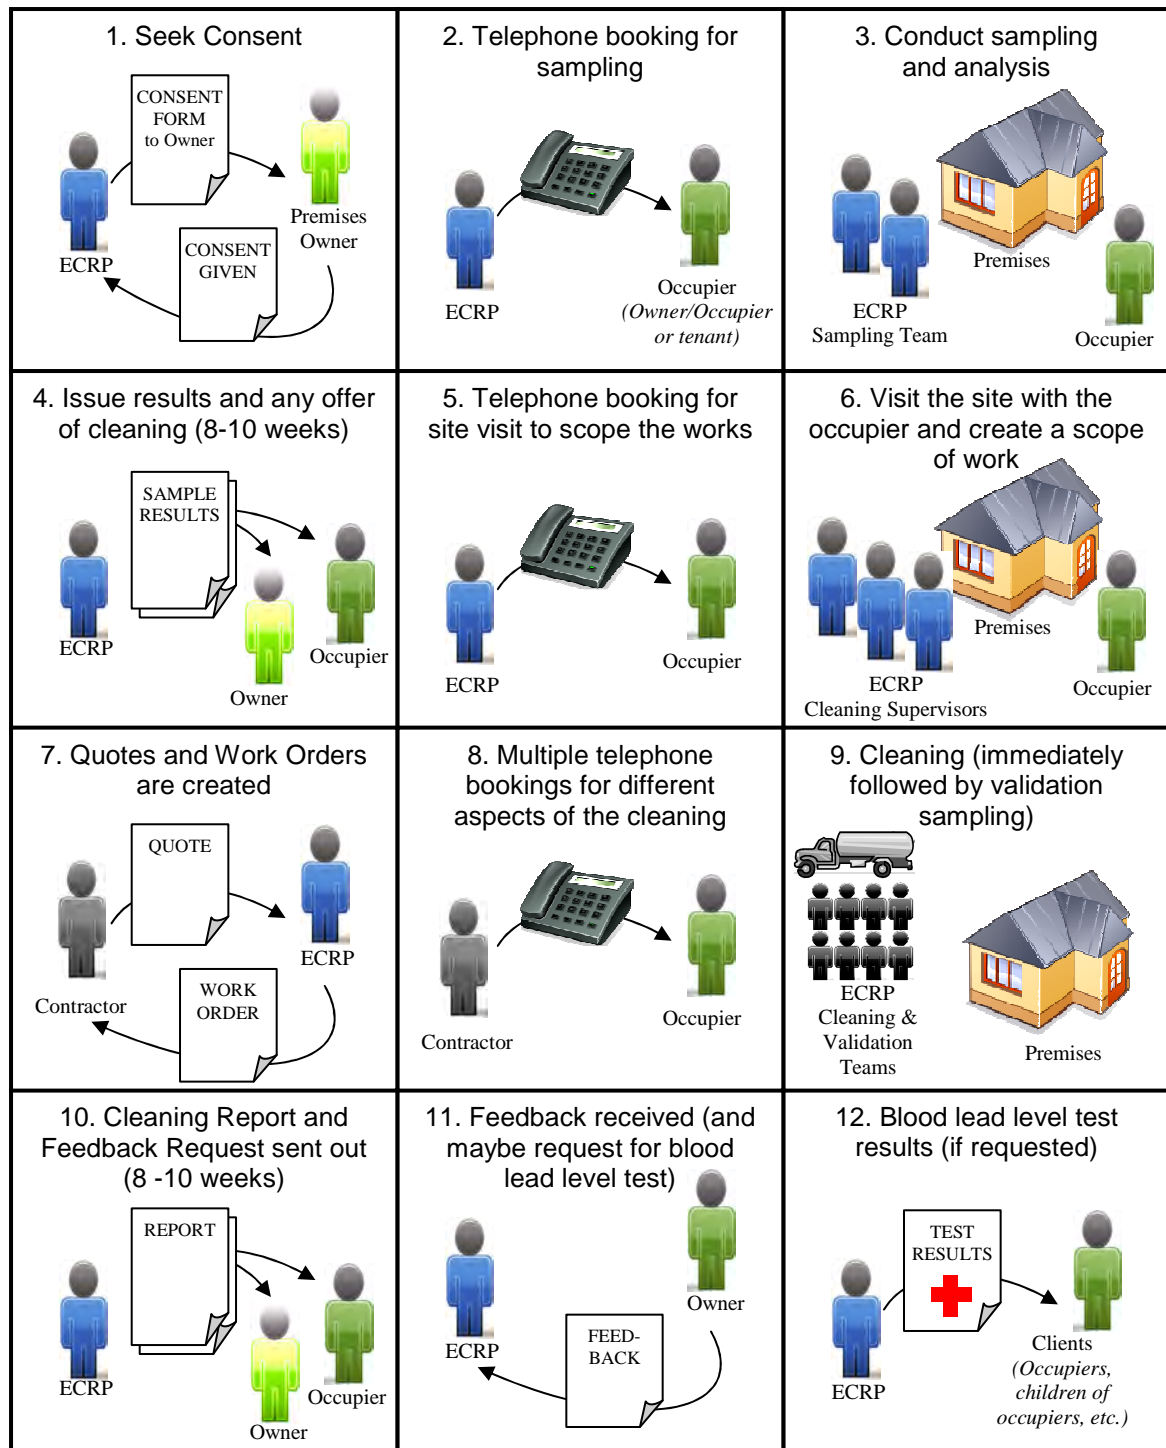 1. Seek Consent
CONSENT
FORM
to Owner
ECRP
Premises
Owner
CONSENT
GIVEN
2. Telephone booking for
sampling
ECRP
Occupier
(Owner/Occupier
or tenant)
3. Conduct sampling
and analysis
Premises
ECRP
Sampling Team
Occupier
4. Issue results and any offer
of cleaning (8-10 weeks)
SAMPLE
RESULTS
ECRP
Owner
Occupier
5. Telephone booking for
site visit to scope the works
ECRP
Occupier
6. Visit the site with the
occupier and create a scope
of work
Premises
ECRP
Cleaning Supervisors
Occupier
7. Quotes and Work Orders
are created
QUOTE
Contractor
ECRP
WORK
ORDER
8. Multiple telephone
bookings for different
aspects of the cleaning
Contractor
Occupier
9. Cleaning (immediately
followed by validation
sampling)
ECRP
Cleaning &
Validation
Teams
Premises
10. Cleaning Report and
Feedback Request sent out
(8 -10 weeks)
REPORT
ECRP
Owner
Occupier
11. Feedback received (and
maybe request for blood
lead level test)
ECRP
Owner
FEED-
BACK
12. Blood lead level test
results (if requested)
TEST
RESULTS
ECRP
Clients
(Occupiers,
children of
occupiers, etc.)